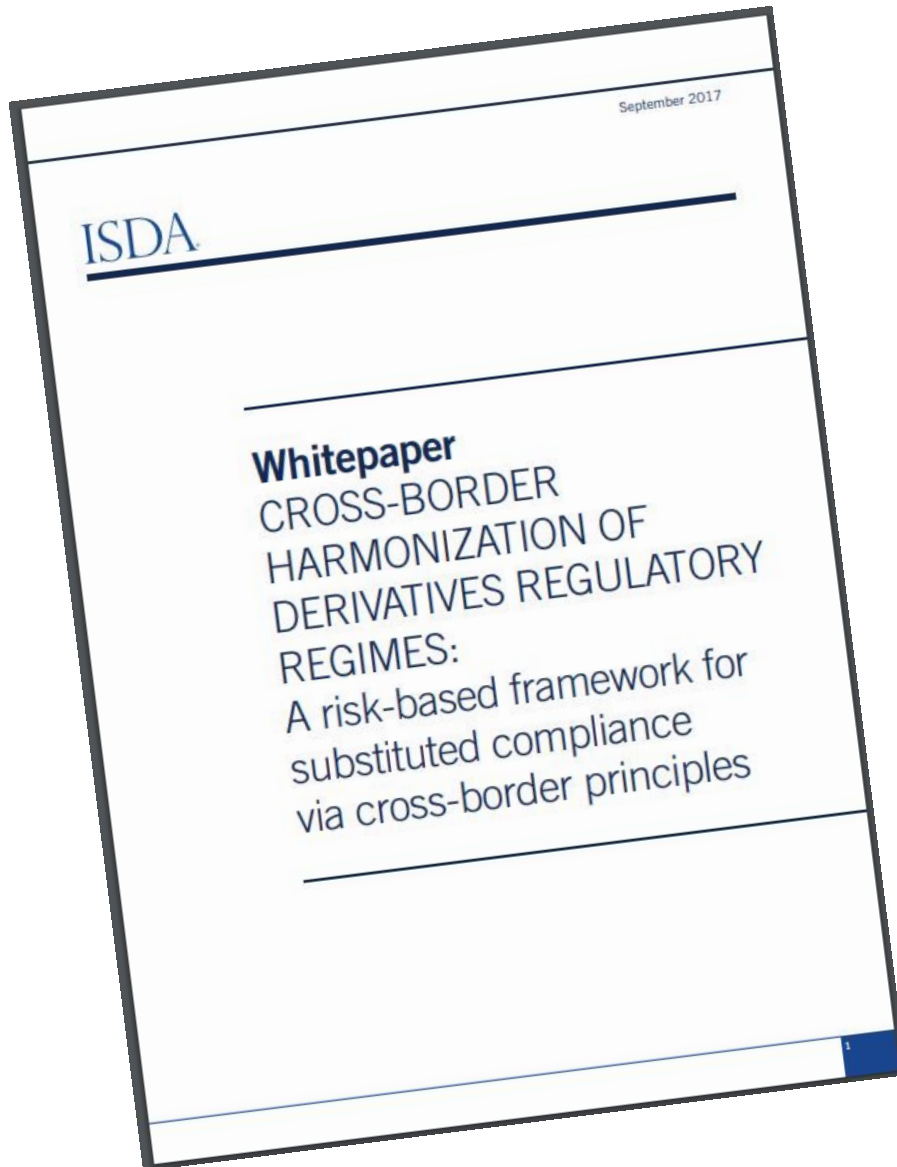 September 2017
ISDA
Whitepaper
CROSS-BORDER
HARMONIZATION OF
DERIVATIVES REGULATORY
REGIMES:
A risk-based framework for
substituted compliance
via cross-border principles
1